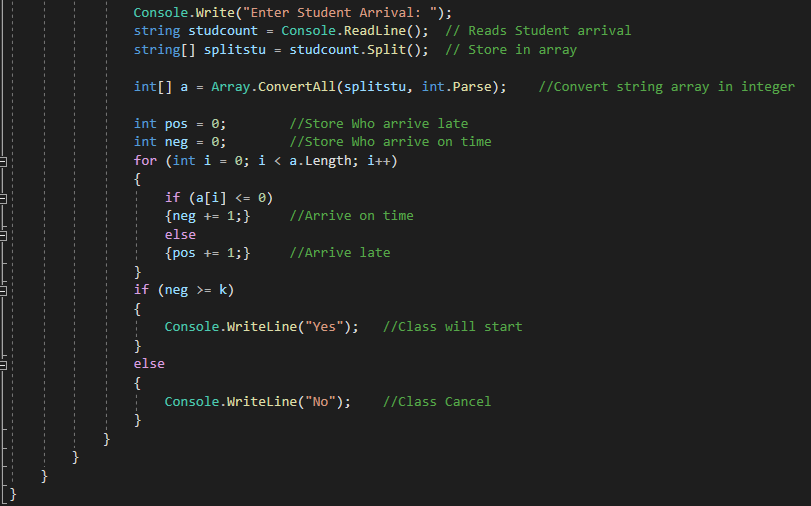 Console.Write("Enter Student Arrival: ");
string studcount = Console.ReadLine();  // Reads Student arrival
string[] splitstu = studcount.Split();  // Store in array
int[] a = Array.ConvertAll(splitstu, int.Parse);    //Convert string array in integer
int pos = 0;        //Store Who arrive late
int neg = 0;        //Store Who arrive on time
for (int i = 0; i < a.Length; i++)
{
    if (a[i] <= 0)
    {neg += 1;}     //Arrive on time
    else
    {pos += 1;}     //Arrive late
}
if (neg >= k)
{
    Console.WriteLine("Yes");   //Class will start
}
else
{
    Console.WriteLine("No");    //Class Cancel
}
}
}
}
}